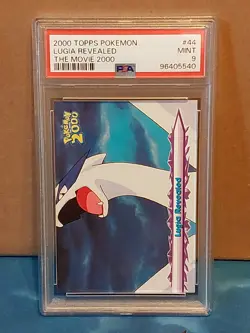 2000 TOPPS POKEMON #44
LUGIA REVEALED MINT
THE MOVIE 2000 9
PSA 96405540
POKéMON
2000
Lugia Revealed